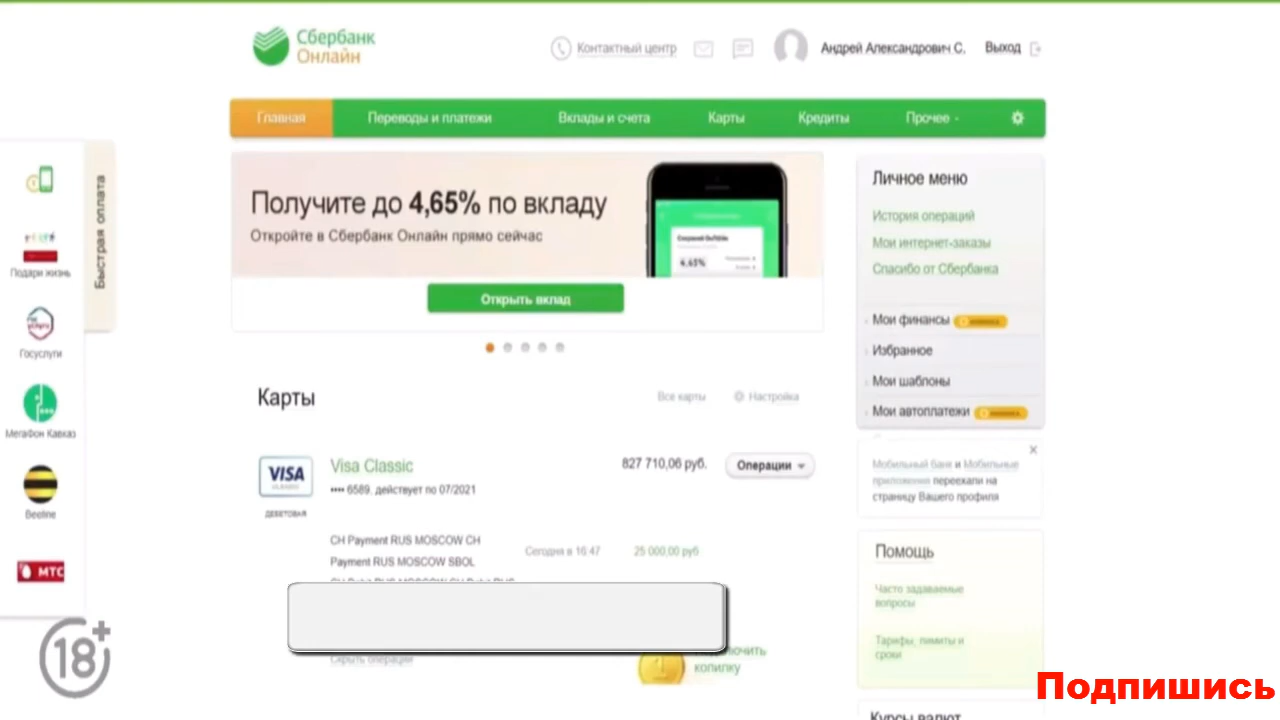 Сбербанк
Онлайн
Контактный центр
Андрей Александрович С.
Выход
Главная
Переводы и платежи
Вклады и счета
Карты
Кредиты
Прочее
Быстрая оплата
Подари жизнь
Госуслуги
МегаФон Кавказ
Beeline
МТС
Получите до 4,65% по вкладу
Откройте в Сбербанк Онлайн прямо сейчас
4,65%
Открыть вклад
Личное меню
История операций
Мои интернет-заказы
Спасибо от Сбербанка
Мои финансы
Избранное
Мои шаблоны
Мои автоплатежи
Карты
Все карты
Настройка
VISA
дебетовая
Visa Classic
827 710,06 руб.
Операции
•••• 6589, действует по 07/2021
CH Payment RUS MOSCOW CH
Payment RUS MOSCOW SBOL
Сегодня в 16:47
25 000,00 руб
Скрыть операции
копилку
Мобильный банк и Мобильные
приложения переехали на
страницу Вашего профиля
Помощь
Часто задаваемые
вопросы
Тарифы, лимиты и
сроки
Курсы валют
18+
Подпишись